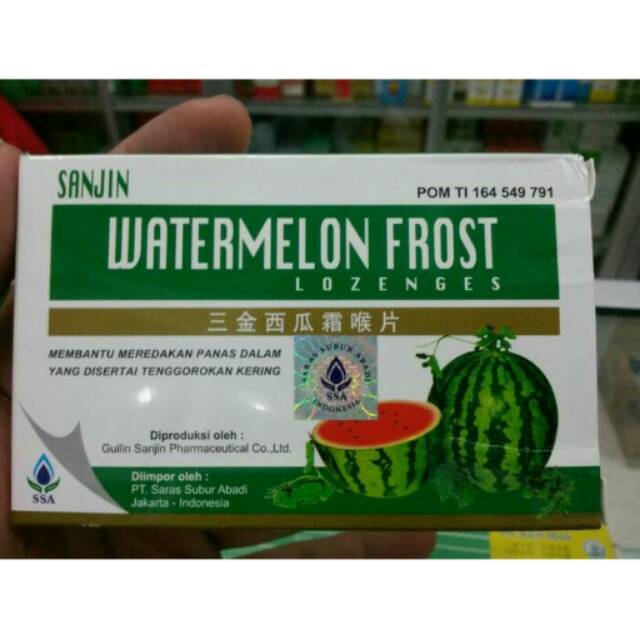 SANJIN
POM TI 164 549 791
WATERMELON FROST
LOZENGES
三金西瓜霜喉片
MEMBANTU MEREDAKAN PANAS DALAM
YANG DISERTAI TENGGOROKAN KERING
SARAS SUBUR ABADI
SSA
INDONESIA
Diproduksi oleh :
Guilin Sanjin Pharmaceutical Co.,Ltd.
Diimpor oleh :
PT. Saras Subur Abadi
Jakarta - Indonesia
SSA